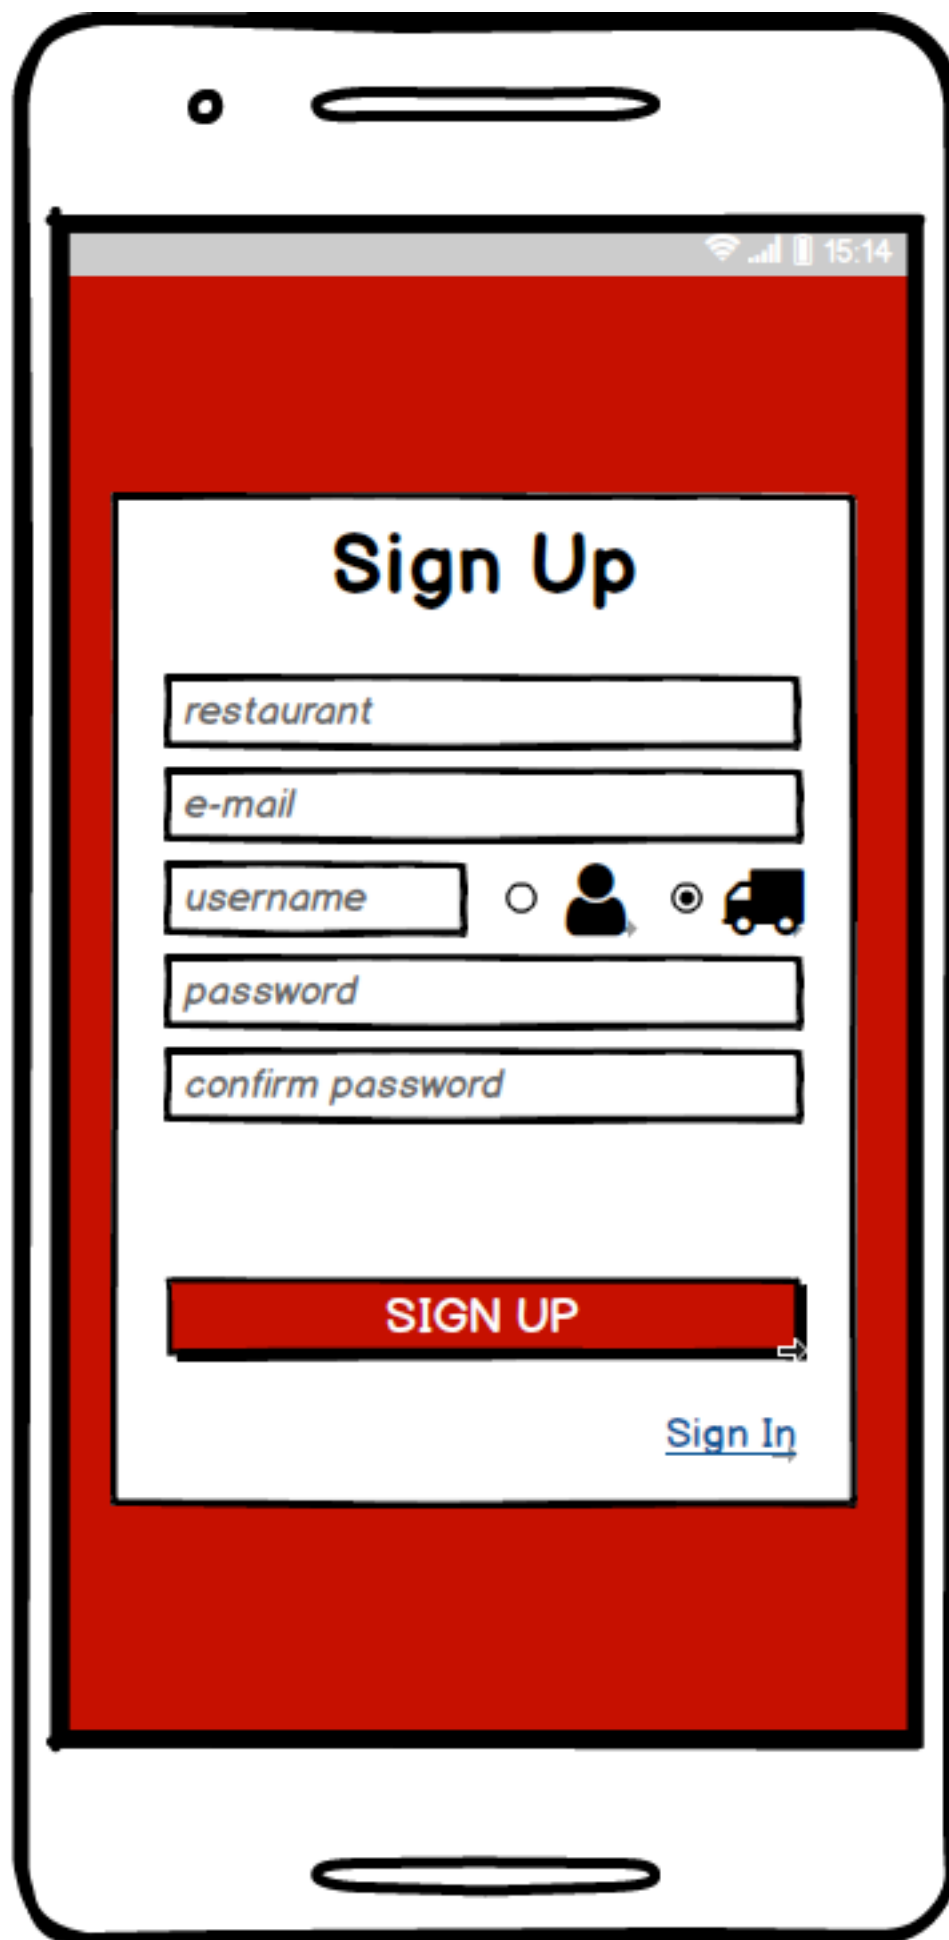 15:14
Sign Up
restaurant
e-mail
username
password
confirm password
SIGN UP
Sign In